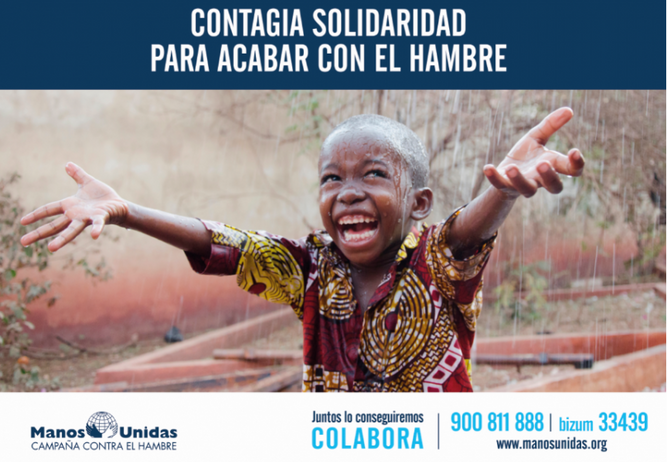 CONTAGIA SOLIDARIDAD
PARA ACABAR CON EL HAMBRE
Manos Unidas
CAMPAÑA CONTRA EL HAMBRE
Juntos lo conseguiremos
COLABORA
900 811 888 | bizum 33439
www.manosunidas.org